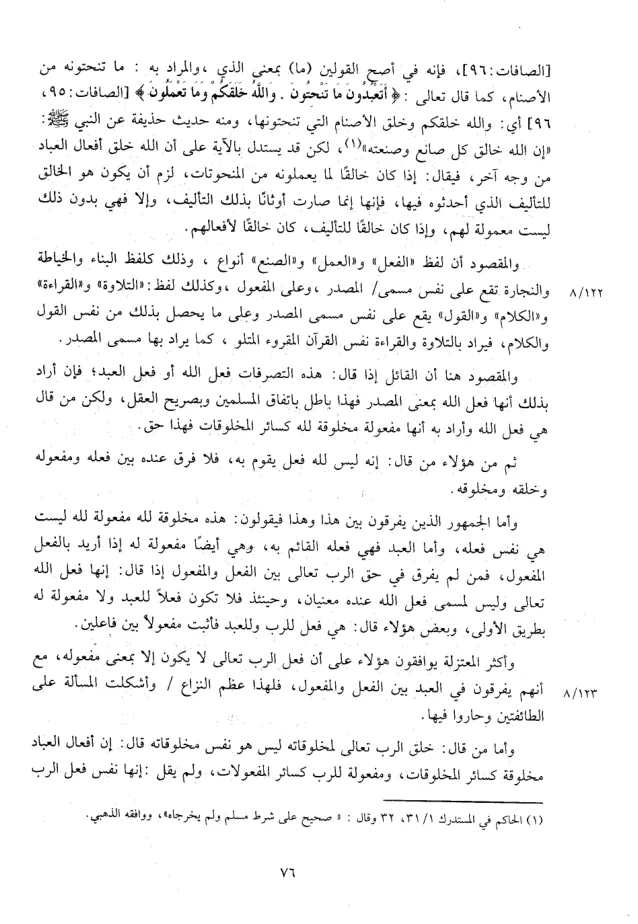 [الصافات: ٩٦]، فإنه في أصح القولين (ما) بمعنى الذي ، والمراد به : ما تنحتونه من
الأصنام، كما قال تعالى : ﴿ أَتَعْبُدُونَ مَا تَنْحِتُونَ . وَاللَّهُ خَلَقَكُمْ وَمَا تَعْمَلُونَ ﴾ [الصافات: ٩٥،
٩٦] أي: والله خلقكم وخلق الأصنام التي تنحتونها، ومنه حديث حذيفة عن النبي ﷺ:
«إن الله خالق كل صانع وصنعته»(١)، لكن قد يستدل بالآية على أن الله خلق أفعال العباد
من وجه آخر، فيقال: إذا كان خالقًا لما يعملونه من المنحوتات، لزم أن يكون هو الخالق
للتأليف الذي أحدثوه فيها، فإنها إنما صارت أوثانًا بذلك التأليف، وإلا فهي بدون ذلك
ليست معمولة لهم، وإذا كان خالقًا للتأليف، كان خالقًا لأفعالهم.
والمقصود أن لفظ «الفعل» و«العمل» و«الصنع» أنواع ، وذلك كلفظ البناء والخياطة
٨/١٢٢ والنجارة تقع على نفس مسمى/ المصدر ، وعلى المفعول ، وكذلك لفظ: «التلاوة» و«القراءة»
و«الكلام» و«القول» يقع على نفس مسمى المصدر وعلى ما يحصل بذلك من نفس القول
والكلام، فيراد بالتلاوة والقراءة نفس القرآن المقروء المتلو ، كما يراد بها مسمى المصدر.
والمقصود هنا أن القائل إذا قال: هذه التصرفات فعل الله أو فعل العبد؛ فإن أراد
بذلك أنها فعل الله بمعنى المصدر فهذا باطل باتفاق المسلمين وبصريح العقل، ولكن من قال
هي فعل الله وأراد به أنها مفعولة مخلوقة لله كسائر المخلوقات فهذا حق.
ثم من هؤلاء من قال: إنه ليس لله فعل يقوم به، فلا فرق عنده بين فعله ومفعوله
وخلقه ومخلوقه.
وأما الجمهور الذين يفرقون بين هذا وهذا فيقولون: هذه مخلوقة لله مفعولة لله ليست
هي نفس فعله، وأما العبد فهي فعله القائم به، وهي أيضًا مفعولة له إذا أريد بالفعل
المفعول، فمن لم يفرق في حق الرب تعالى بين الفعل والمفعول إذا قال: إنها فعل الله
تعالى وليس لمسمى فعل الله عنده معنيان، وحينئذ فلا تكون فعلاً للعبد ولا مفعولة له
بطريق الأولى، وبعض هؤلاء قال: هي فعل للرب وللعبد فأثبت مفعولاً بين فاعلين.
وأكثر المعتزلة يوافقون هؤلاء على أن فعل الرب تعالى لا يكون إلا بمعنى مفعوله، مع
٨/١٢٣ أنهم يفرقون في العبد بين الفعل والمفعول، فلهذا عظم النزاع / وأشكلت المسألة على
الطائفتين وحاروا فيها.
وأما من قال: خلق الرب تعالى لمخلوقاته ليس هو نفس مخلوقاته قال: إن أفعال العباد
مخلوقة كسائر المخلوقات، ومفعولة للرب كسائر المفعولات، ولم يقل :إنها نفس فعل الرب
(١) الحاكم في المستدرك ١/ ٣١، ٣٢ وقال : « صحيح على شرط مسلم ولم يخرجاه»، ووافقه الذهبي.
٧٦